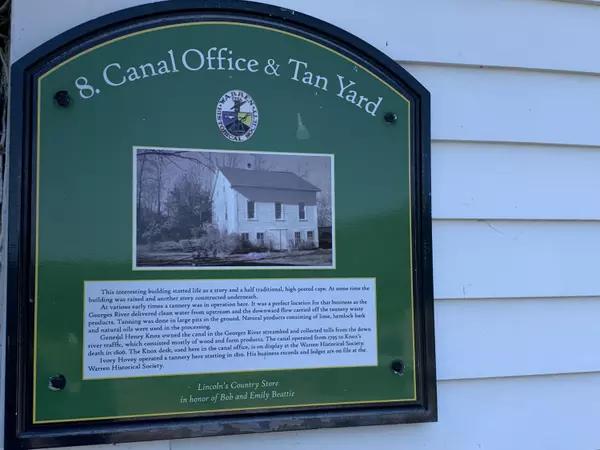 8. Canal Office & Tan Yard
WARREN
HISTORICAL SOCIETY
This interesting building started life as a story and a half traditional, high posted cape. At some time the
building was raised and another story constructed underneath.
At various early times a tannery was in operation here. It was a perfect location for that business as the
Georges River delivered clean water from upstream and the downward flow carried off the tannery waste
products. Tanning was done in large pits in the ground. Natural products consisting of lime, hemlock bark
and natural oils were used in the processing.
General Henry Knox owned the canal in the Georges River streambed and collected tolls from the down
river traffic, which consisted mostly of wood and farm products. The canal operated from 1795 to Knox's
death in 1806. The Knox desk, used here in the canal office, is on display at the Warren Historical Society.
Ivory Hovey operated a tannery here starting in 1810. His business records and ledges are on file at the
Warren Historical Society.
Lincoln's Country Store
in honor of Bob and Emily Beattie